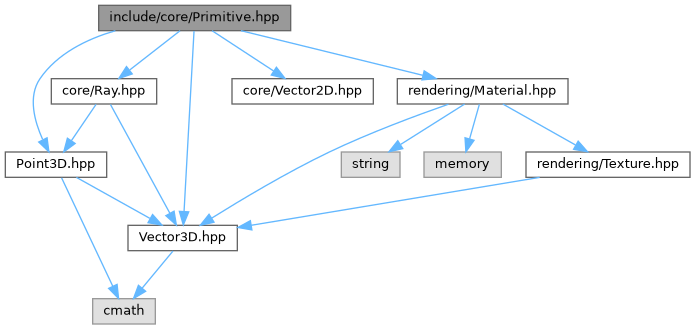 include/core/Primitive.hpp
core/Ray.hpp
core/Vector2D.hpp
rendering/Material.hpp
Point3D.hpp
string
memory
rendering/Texture.hpp
Vector3D.hpp
cmath